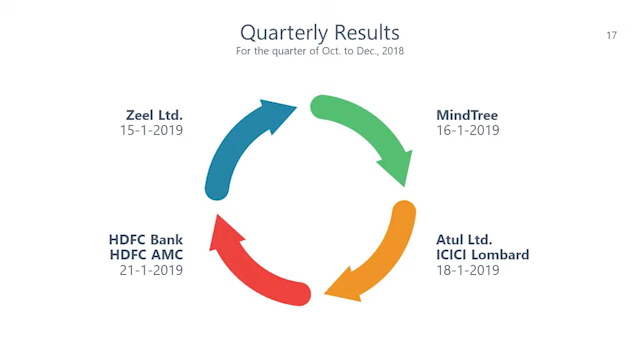 Quarterly Results
For the quarter of Oct. to Dec., 2018
17
Zeel Ltd.
15-1-2019
MindTree
16-1-2019
HDFC Bank
HDFC AMC
21-1-2019
Atul Ltd.
ICICI Lombard
18-1-2019